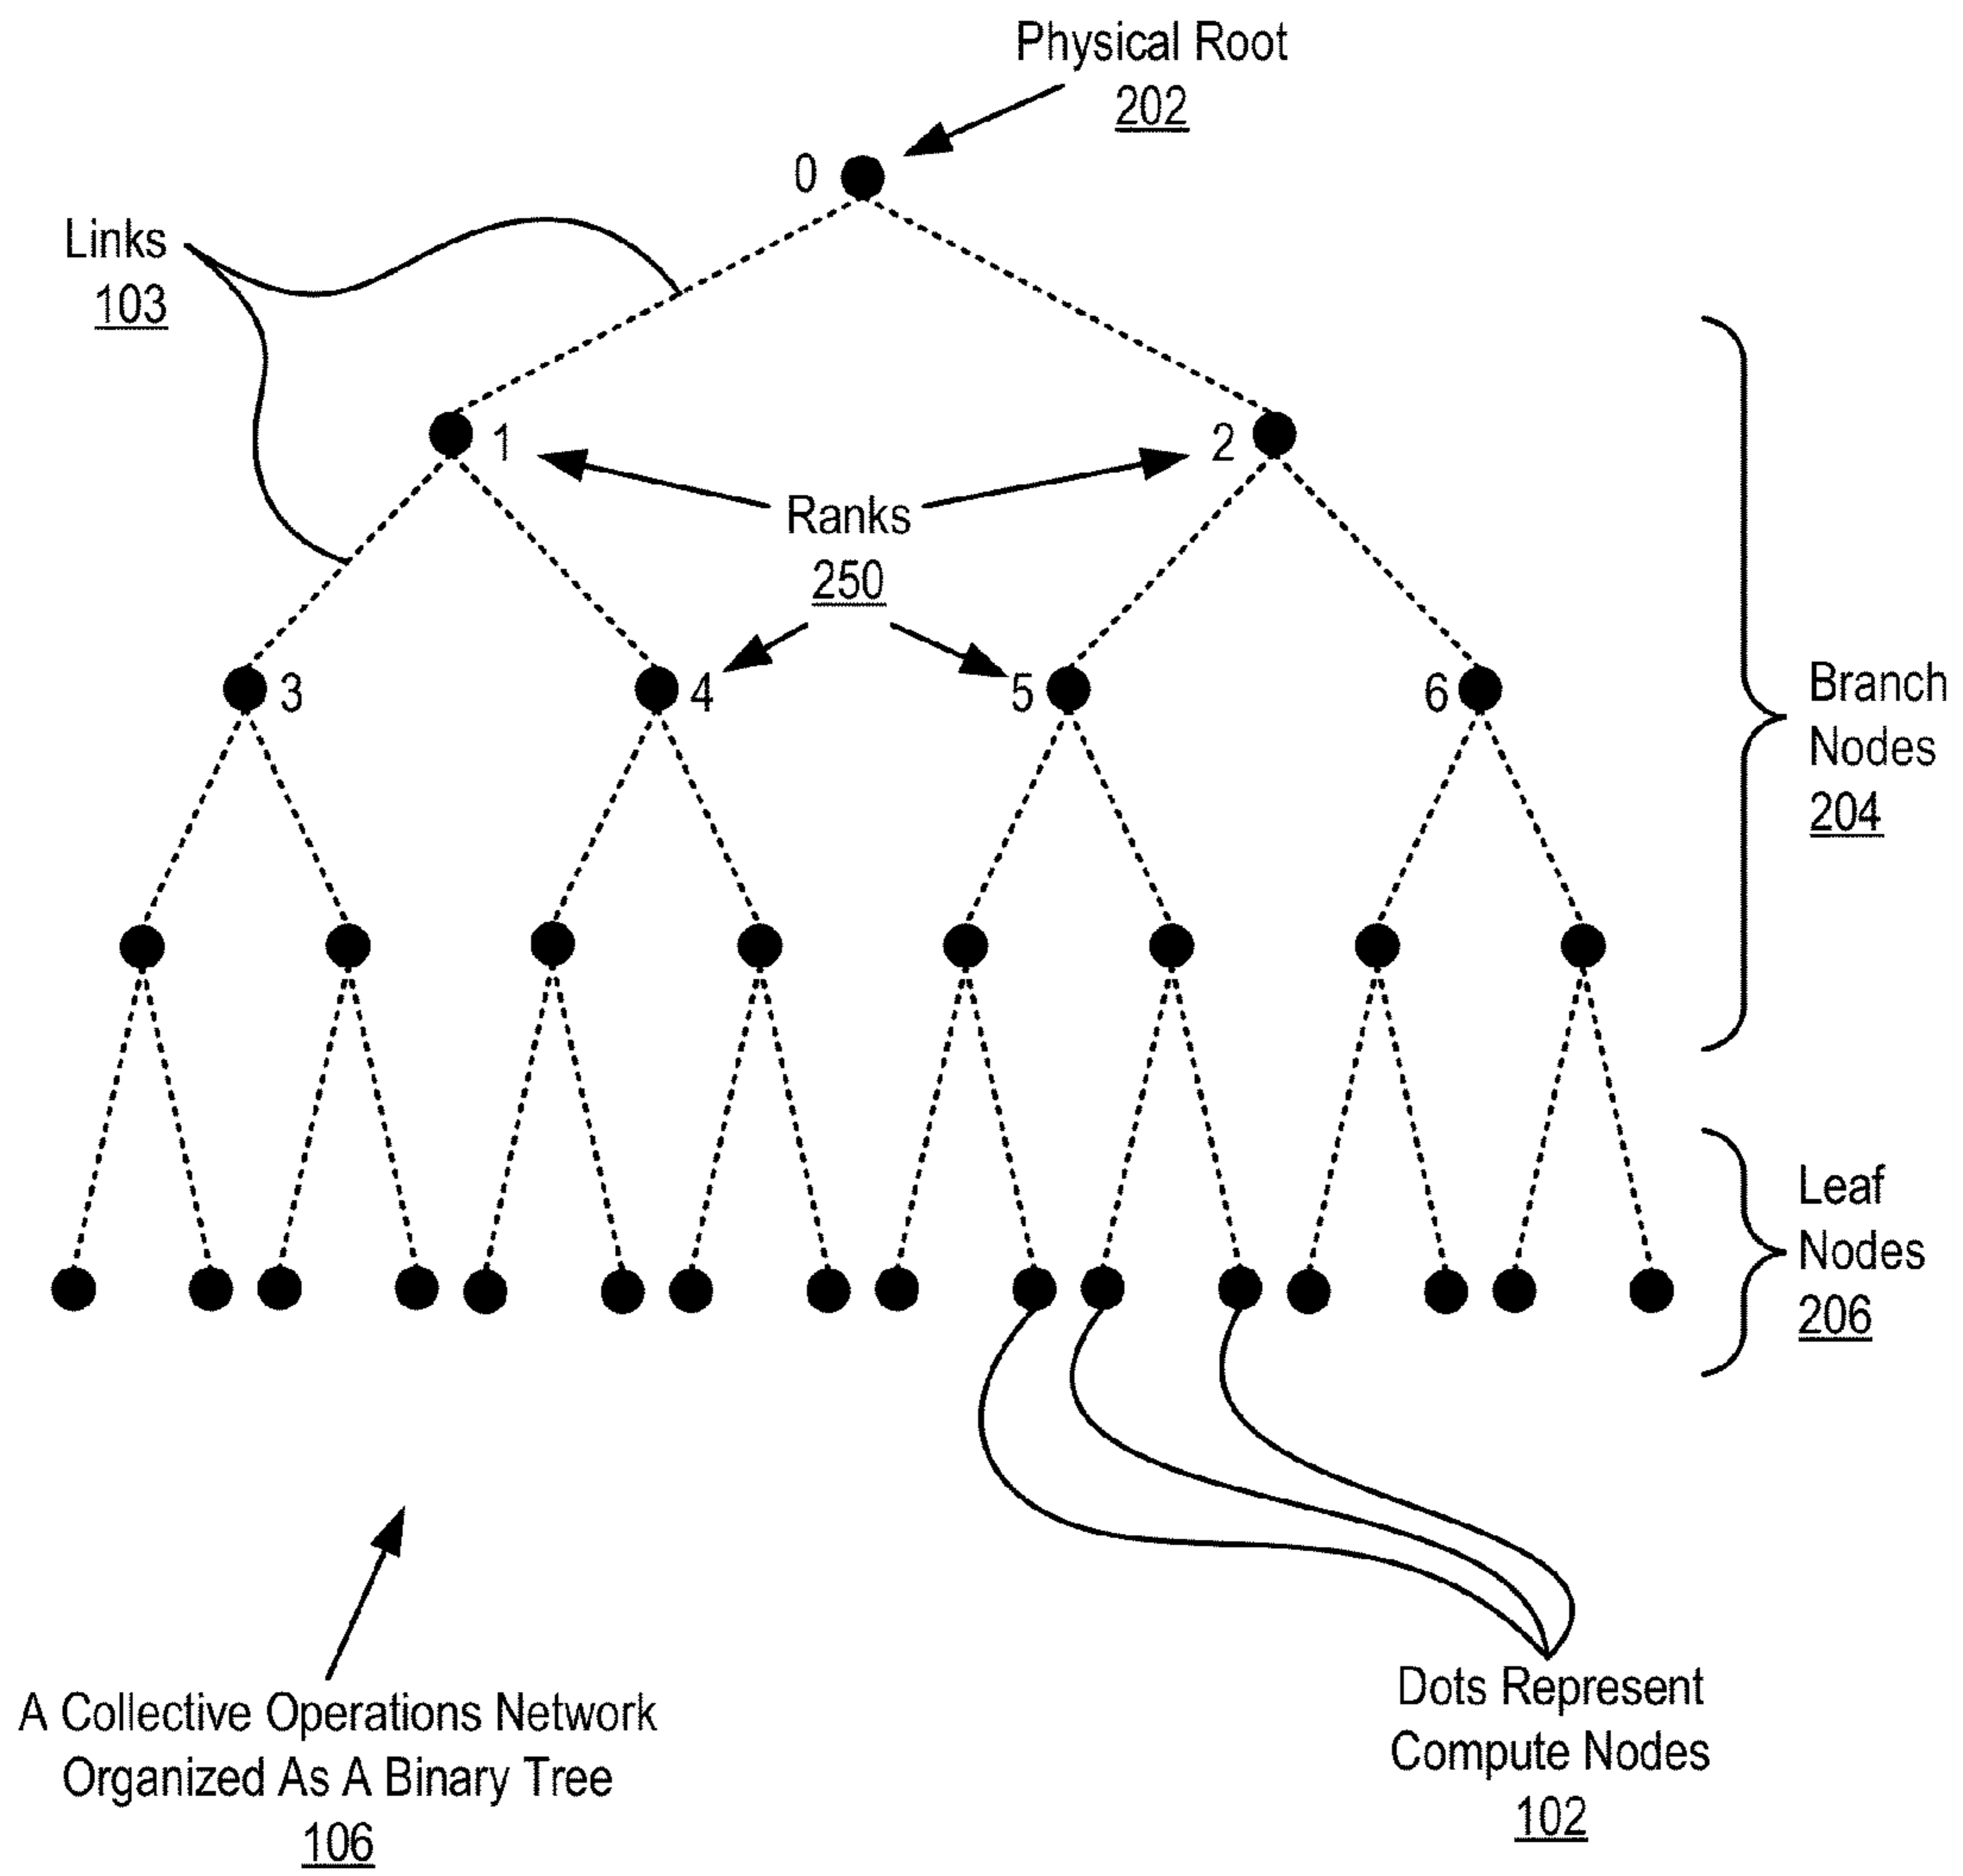 Physical Root
202
0
Links
103
1
2
Ranks
250
3
4
5
6
Branch
Nodes
204
Leaf
Nodes
206
A Collective Operations Network
Organized As A Binary Tree
106
Dots Represent
Compute Nodes
102